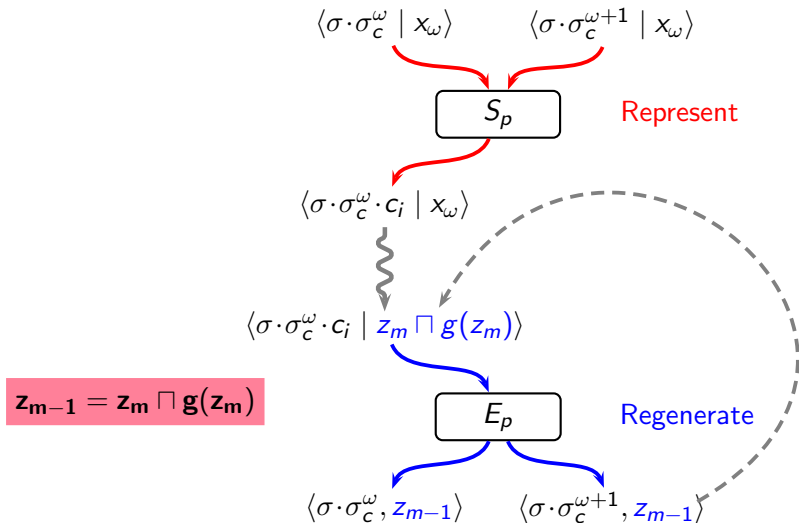 ⟨σ·σ_c^ω | x_ω⟩ ⟨σ·σ_c^{ω+1} | x_ω⟩
S_p Represent
⟨σ·σ_c^ω·c_i | x_ω⟩
⟨σ·σ_c^ω·c_i | z_m ⊓ g(z_m)⟩
z_{m−1} = z_m ⊓ g(z_m)
E_p Regenerate
⟨σ·σ_c^ω, z_{m−1}⟩ ⟨σ·σ_c^{ω+1}, z_{m−1}⟩